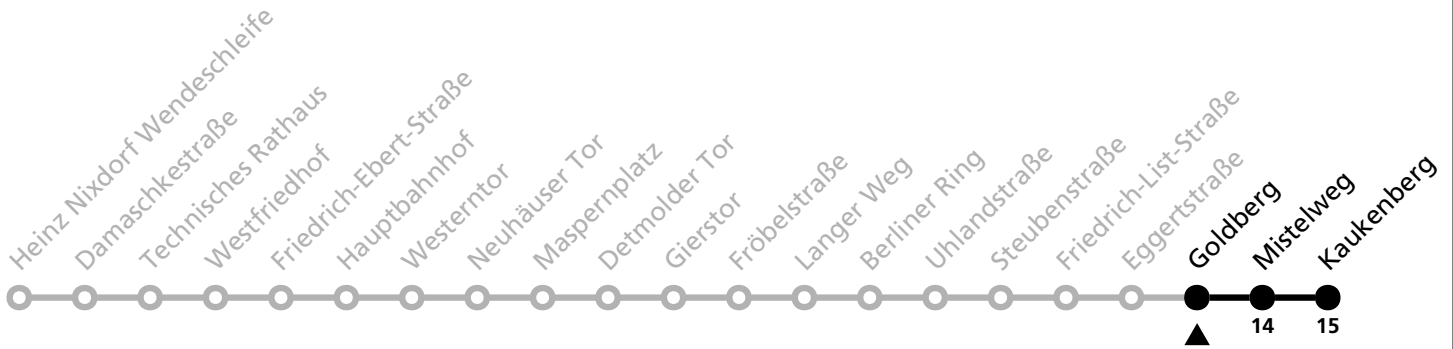 Heinz Nixdorf Wendeschleife
Damaschkestraße
Technisches Rathaus
Westfriedhof
Friedrich-Ebert-Straße
Hauptbahnhof
Westerntor
Neuhäuser Tor
Maspernplatz
Detmolder Tor
Gierstor
Fröbelstraße
Langer Weg
Berliner Ring
Uhlandstraße
Steubenstraße
Friedrich-List-Straße
Eggertstraße
Goldberg
Mistelweg
Kaukenberg
14
15